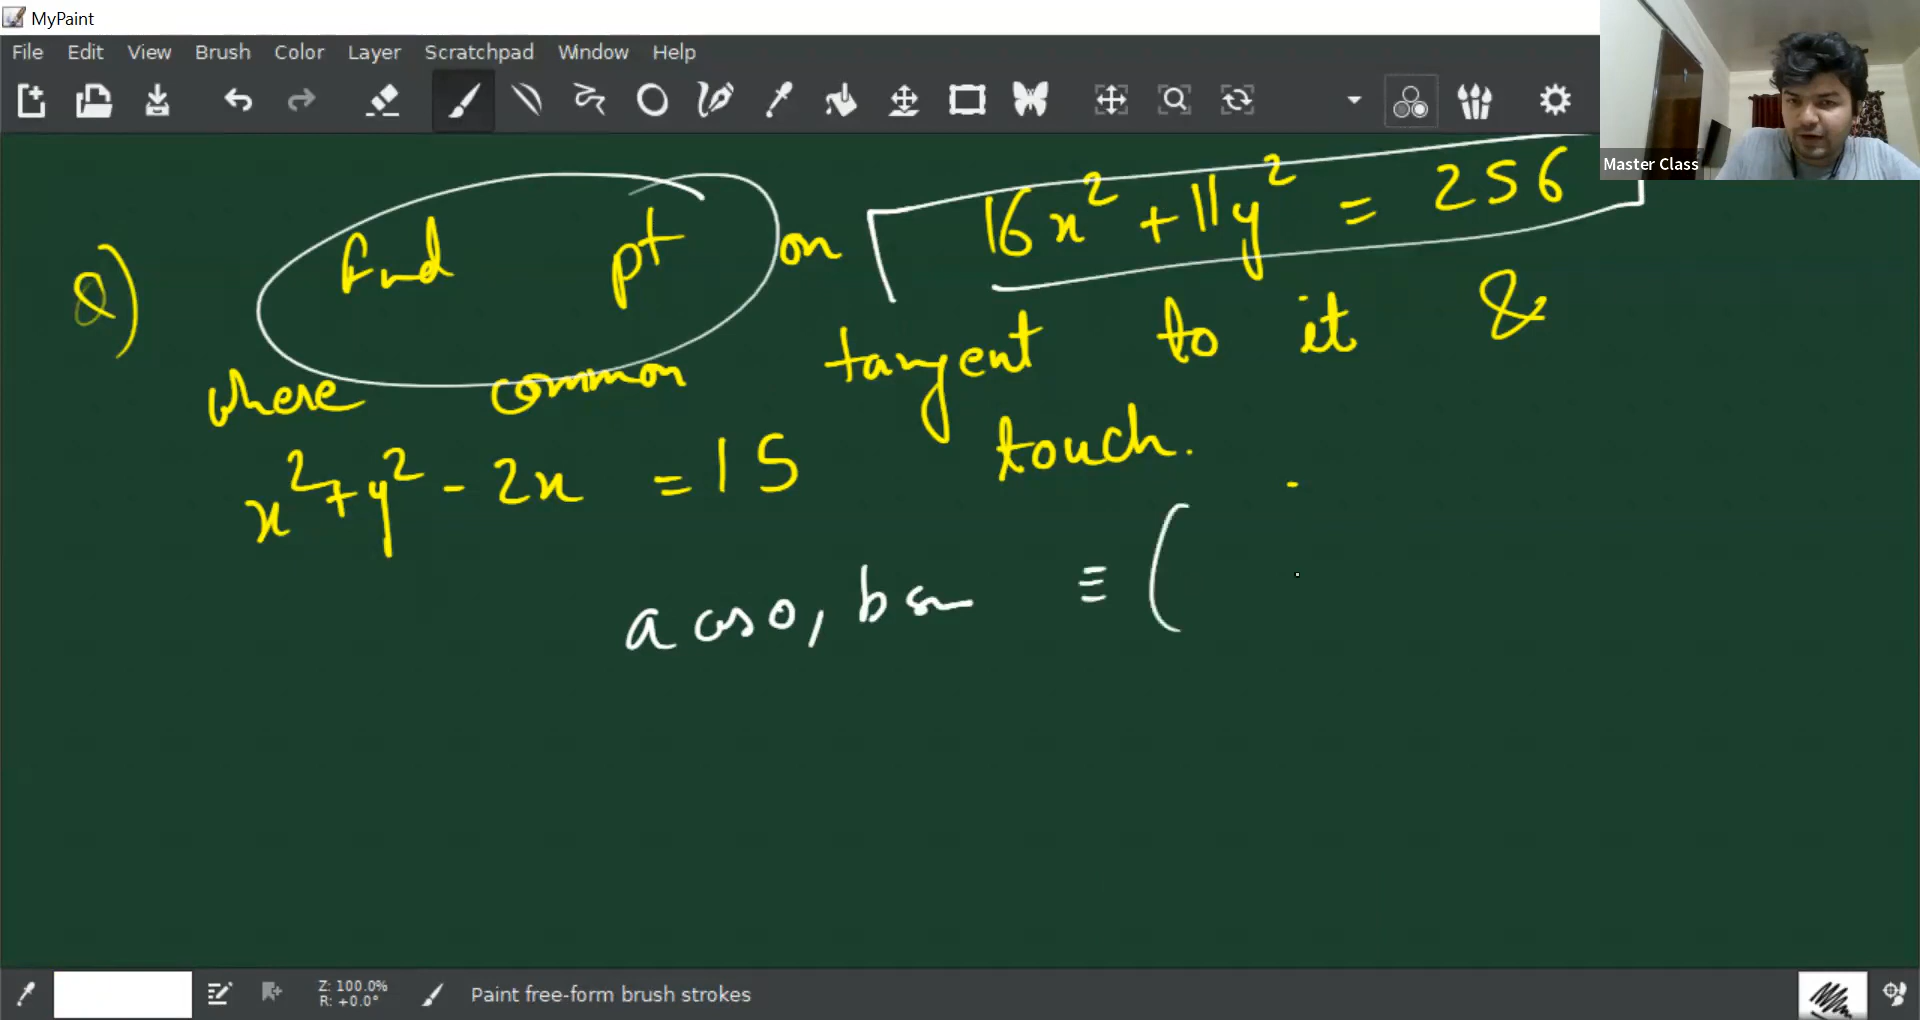 MyPaint
File Edit View Brush Color Layer Scratchpad Window Help
Master Class
Q) find pt on 16x² + 11y² = 256
where common tangent to it &
x² + y² - 2x = 15 touch.
a cosθ, b sin ≡ (
Z: 100.0%
R: +0.0°
Paint free-form brush strokes